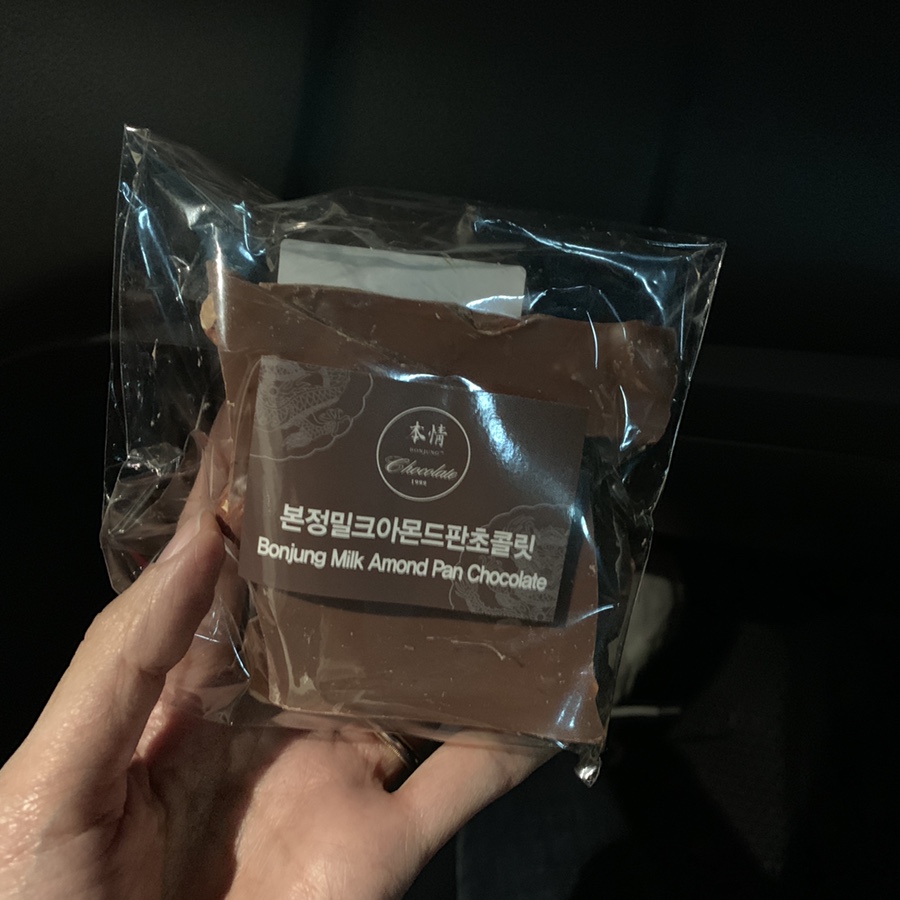 本情
BONJUNG
Chocolate
본정밀크아몬드판초콜릿
Bonjung Milk Amond Pan Chocolate